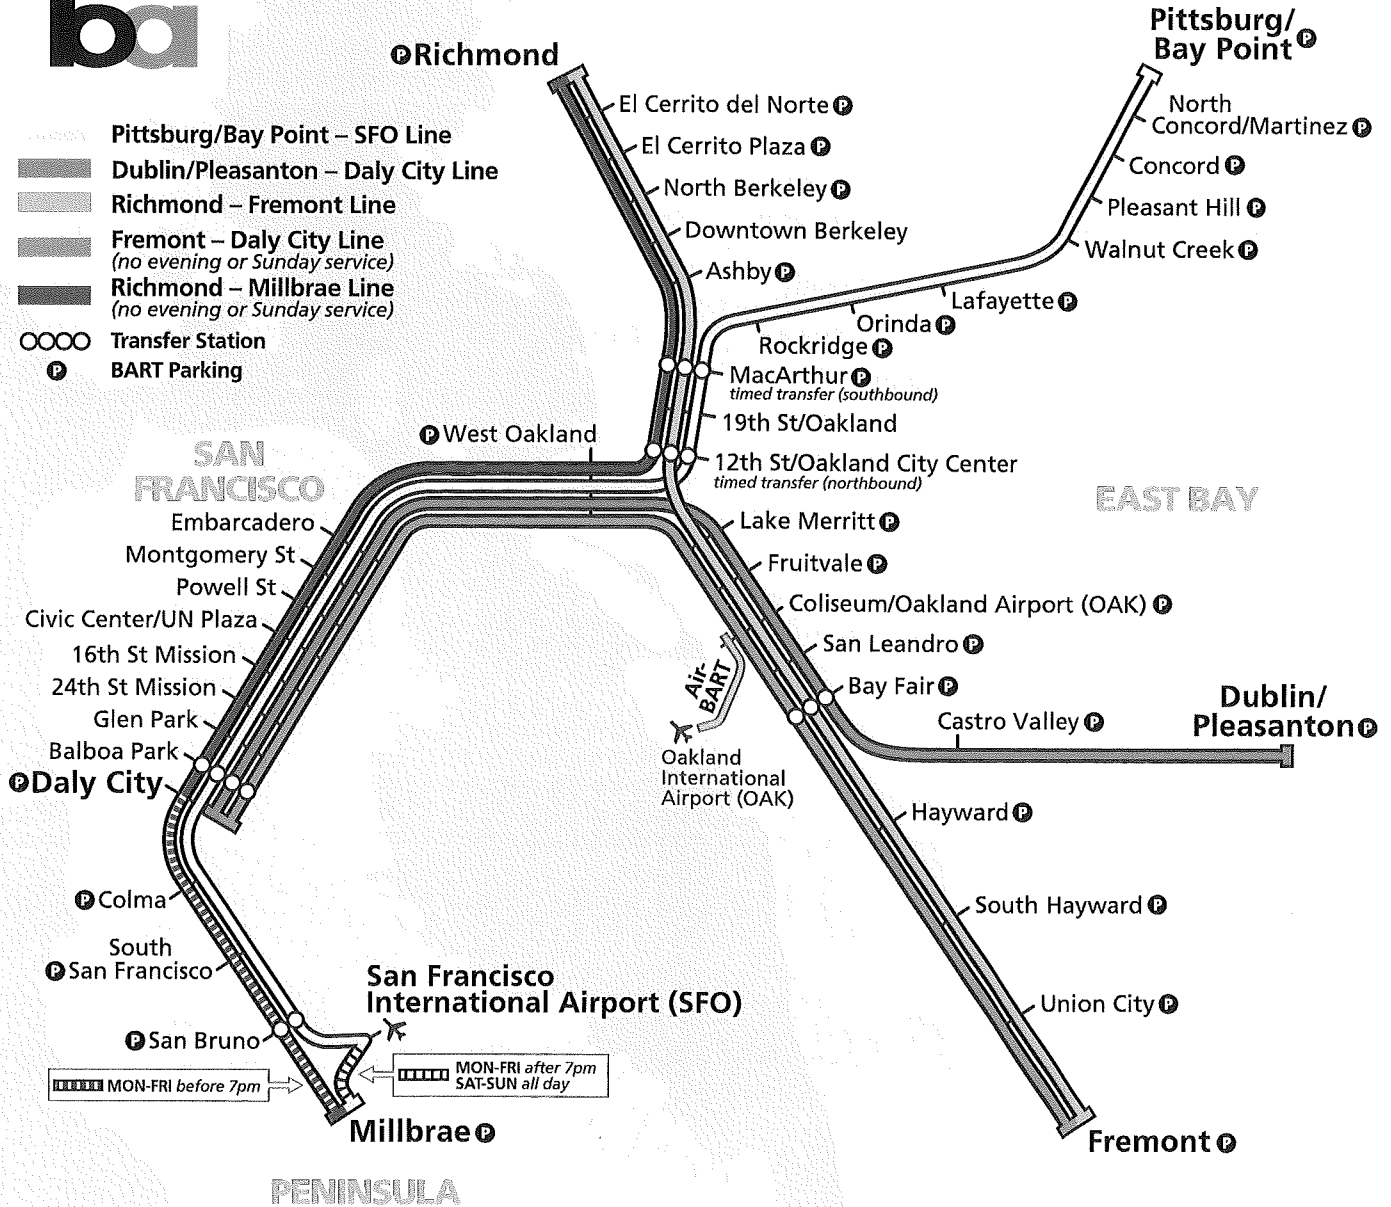 ba
Pittsburg/Bay Point – SFO Line
Dublin/Pleasanton – Daly City Line
Richmond – Fremont Line
Fremont – Daly City Line
(no evening or Sunday service)
Richmond – Millbrae Line
(no evening or Sunday service)
Transfer Station
P BART Parking
P Richmond
El Cerrito del Norte P
El Cerrito Plaza P
North Berkeley P
Downtown Berkeley
Ashby P
Pittsburg/
Bay Point P
North
Concord/Martinez P
Concord P
Pleasant Hill P
Walnut Creek P
Lafayette P
Orinda P
Rockridge P
MacArthur P
timed transfer (southbound)
19th St/Oakland
12th St/Oakland City Center
timed transfer (northbound)
P West Oakland
SAN
FRANCISCO
EAST BAY
Embarcadero
Montgomery St
Powell St
Civic Center/UN Plaza
16th St Mission
24th St Mission
Glen Park
Balboa Park
P Daly City
Lake Merritt P
Fruitvale P
Coliseum/Oakland Airport (OAK) P
San Leandro P
Bay Fair P
Castro Valley P
Dublin/
Pleasanton P
Air-
BART
Oakland
International
Airport (OAK)
Hayward P
South Hayward P
Union City P
Fremont P
P Colma
South
P San Francisco
P San Bruno
San Francisco
International Airport (SFO)
MON-FRI before 7pm
MON-FRI after 7pm
SAT-SUN all day
Millbrae P
PENINSULA